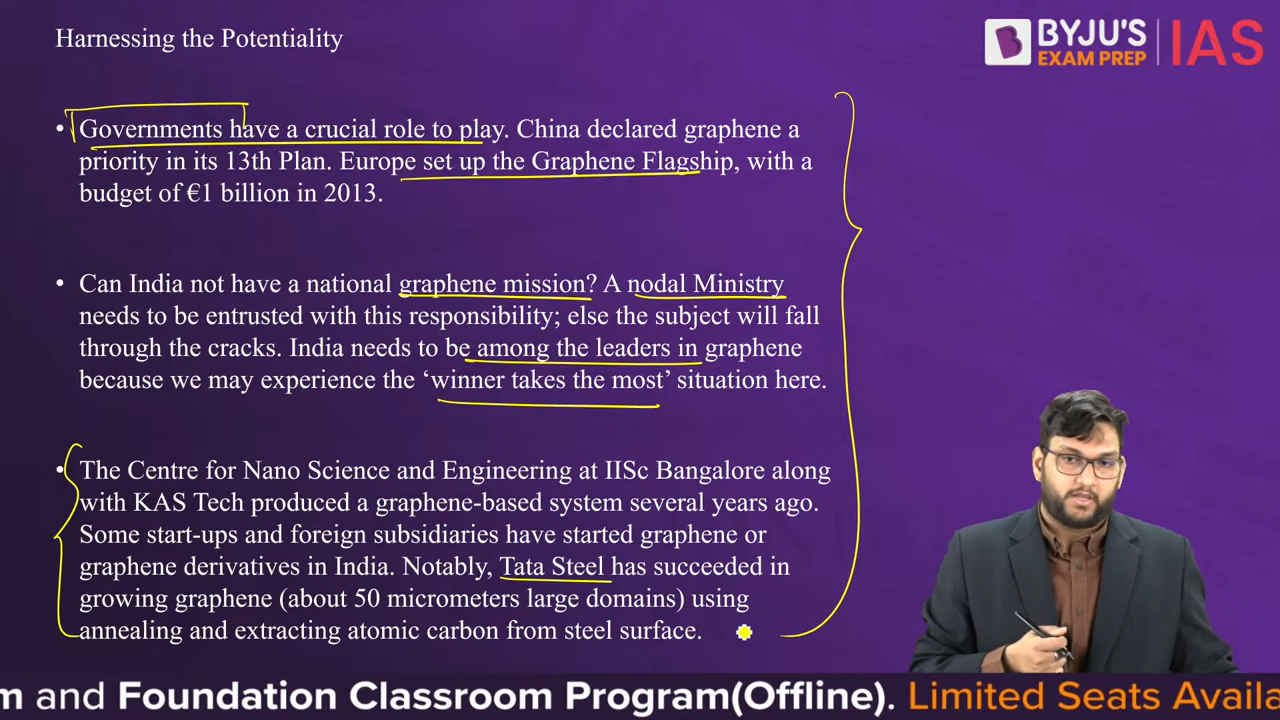 Harnessing the Potentiality
BYJU'S
EXAM PREP
IAS
• Governments have a crucial role to play. China declared graphene a
priority in its 13th Plan. Europe set up the Graphene Flagship, with a
budget of €1 billion in 2013.
• Can India not have a national graphene mission? A nodal Ministry
needs to be entrusted with this responsibility; else the subject will fall
through the cracks. India needs to be among the leaders in graphene
because we may experience the ‘winner takes the most’ situation here.
• The Centre for Nano Science and Engineering at IISc Bangalore along
with KAS Tech produced a graphene-based system several years ago.
Some start-ups and foreign subsidiaries have started graphene or
graphene derivatives in India. Notably, Tata Steel has succeeded in
growing graphene (about 50 micrometers large domains) using
annealing and extracting atomic carbon from steel surface.
m and Foundation Classroom Program(Offline). Limited Seats Availa